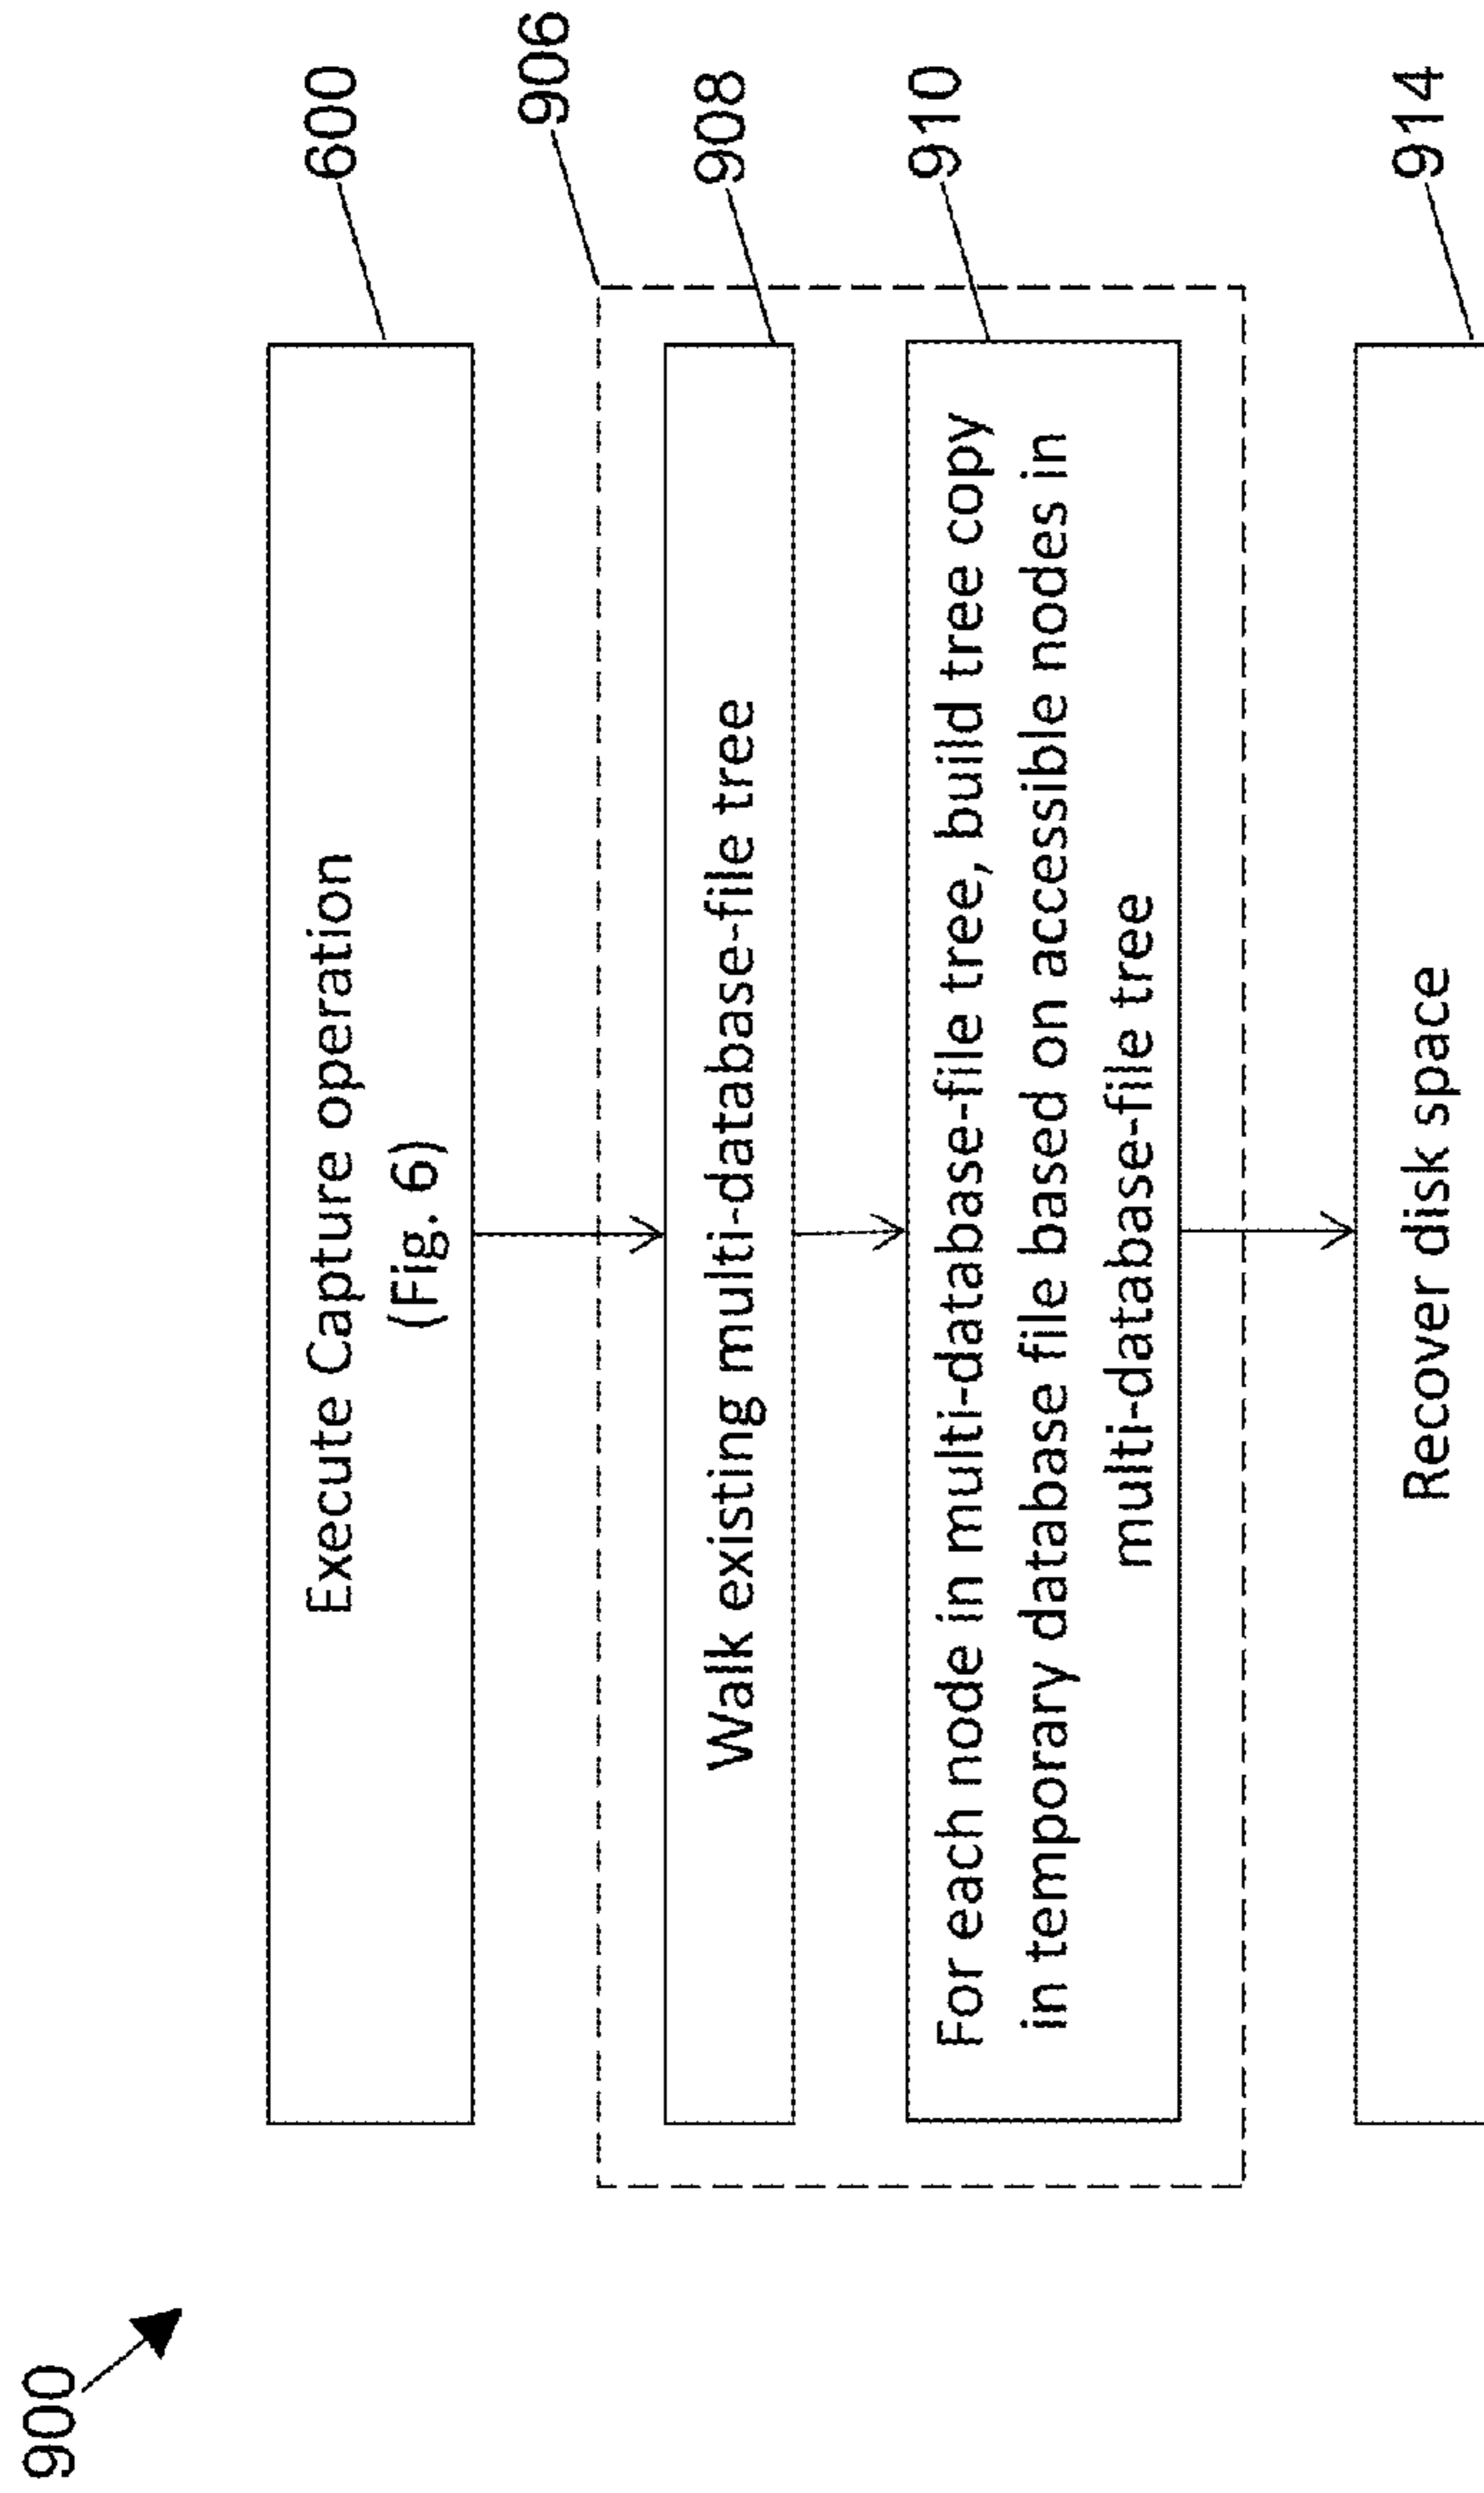 900
600
Execute Capture operation
(Fig. 6)
906
908
Walk existing multi-database-file tree
910
For each node in multi-database-file tree, build tree copy
in temporary database file based on accessible nodes in
multi-database-file tree
914
Recover disk space